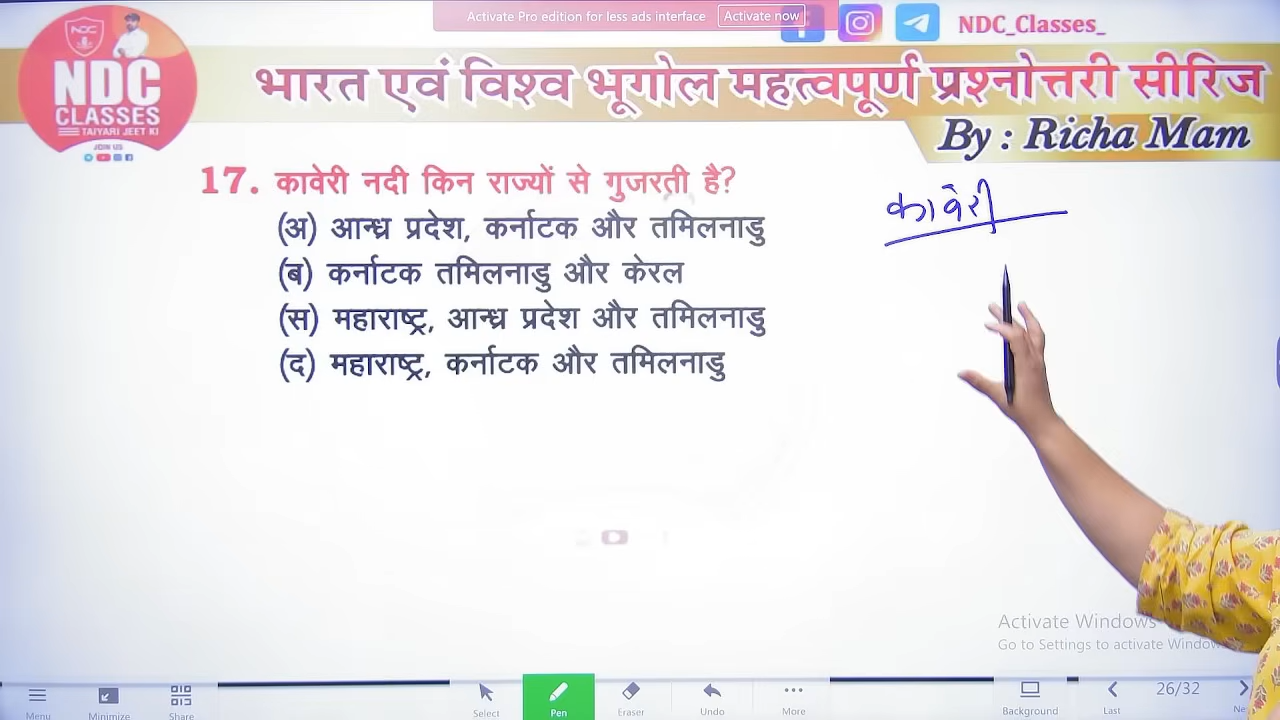 Activate Pro edition for less ads interface Activate now
NDC_Classes_
NDC
CLASSES
TAIYARI JEET KI
JOIN US
भारत एवं विश्व भूगोल महत्वपूर्ण प्रश्नोत्तरी सीरिज
By : Richa Mam
17. कावेरी नदी किन राज्यों से गुजरती है?
(अ) आन्ध्र प्रदेश, कर्नाटक और तमिलनाडु
(ब) कर्नाटक तमिलनाडु और केरल
(स) महाराष्ट्र, आन्ध्र प्रदेश और तमिलनाडु
(द) महाराष्ट्र, कर्नाटक और तमिलनाडु
कावेरी
Activate Windows
Go to Settings to activate Windo
Menu Minimize Share Select Pen Eraser Undo More Background Last 26/32 Ne